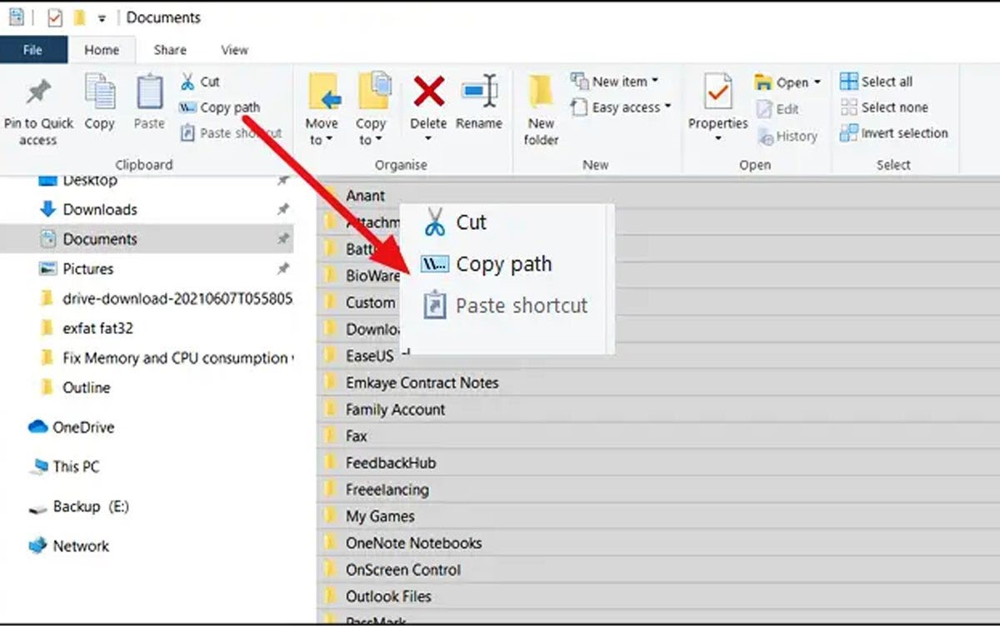 Documents
File Home Share View
Pin to Quick access
Copy
Paste
Cut
Copy path
Paste shortcut
Clipboard
Move to
Copy to
Delete
Rename
Organise
New folder
New item
Easy access
New
Properties
Open
Edit
History
Open
Select all
Select none
Invert selection
Select
Desktop
Downloads
Documents
Pictures
drive-download-20210607T055805
exfat fat32
Fix Memory and CPU consumption
Outline
OneDrive
This PC
Backup (E:)
Network
Anant
BioWare
Custom
EaseUS
Emkaye Contract Notes
Family Account
Fax
FeedbackHub
Freeelancing
My Games
OneNote Notebooks
OnScreen Control
Outlook Files
PassMark
Cut
Copy path
Paste shortcut